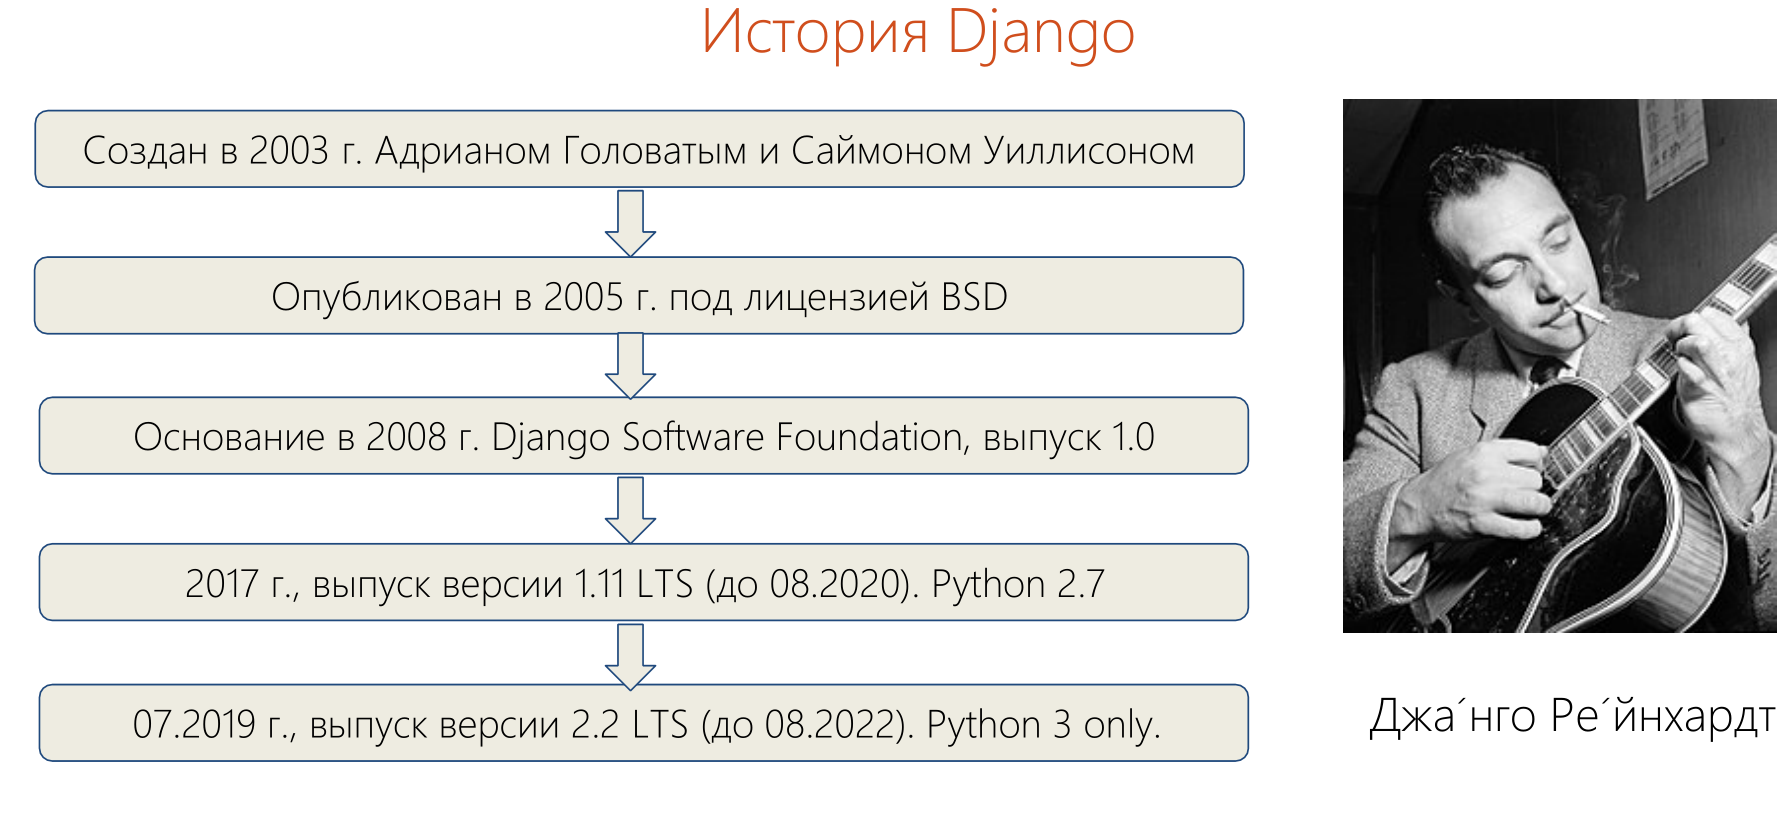 История Django
Создан в 2003 г. Адрианом Головатым и Саймоном Уиллисоном
Опубликован в 2005 г. под лицензией BSD
Основание в 2008 г. Django Software Foundation, выпуск 1.0
2017 г., выпуск версии 1.11 LTS (до 08.2020). Python 2.7
07.2019 г., выпуск версии 2.2 LTS (до 08.2022). Python 3 only.
Джа´нго Ре´йнхардт